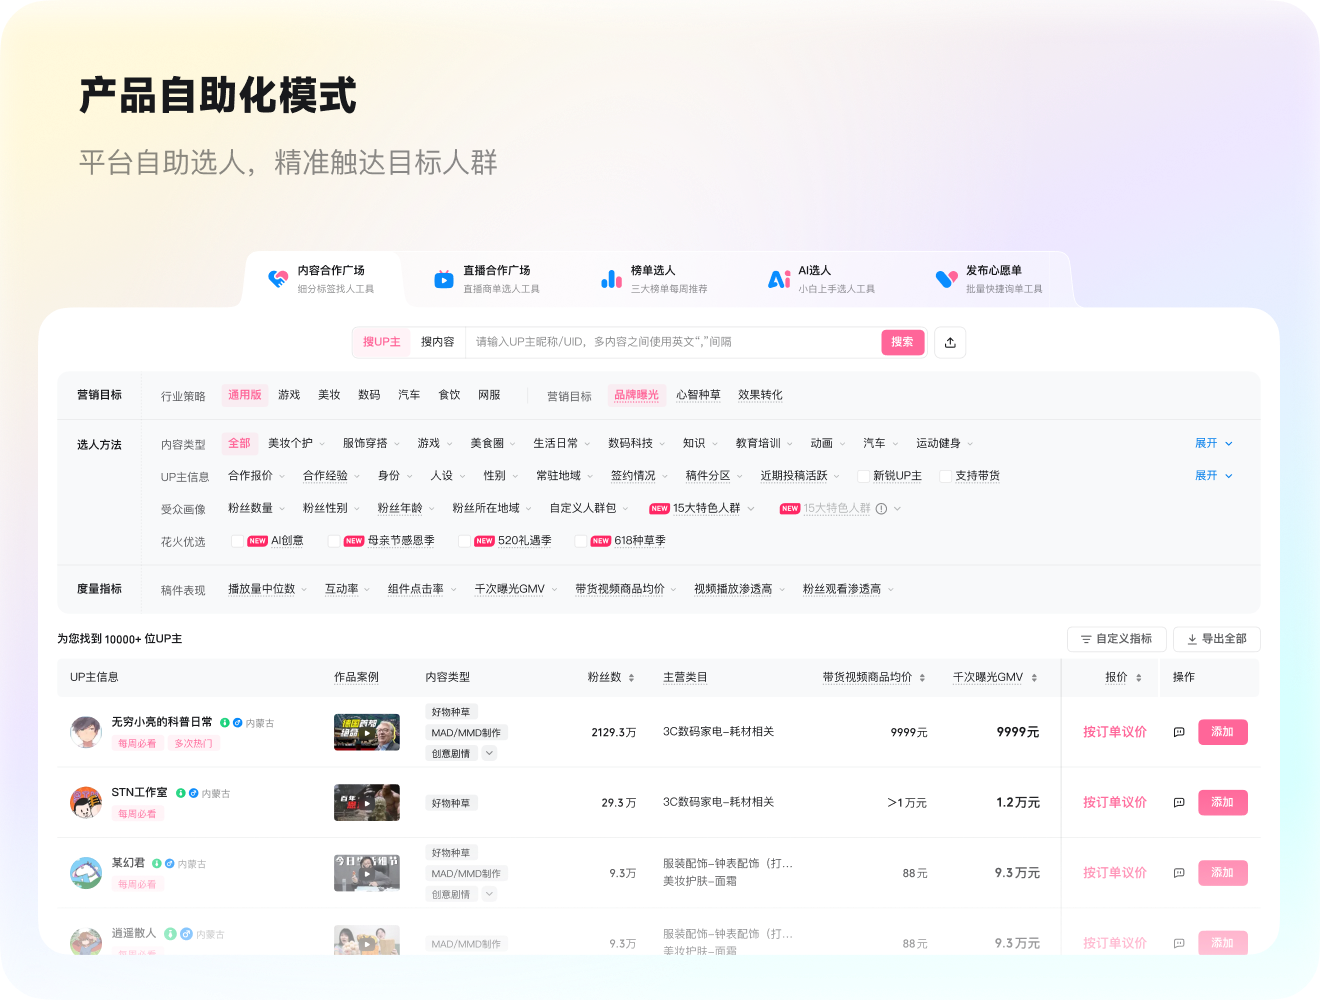 产品自助化模式
平台自助选人，精准触达目标人群
内容合作广场
细分标签找人工具
直播合作广场
直播商单选人工具
榜单选人
三大榜单每周推荐
AI选人
小白上手选人工具
发布心愿单
批量快捷询单工具
搜UP主 搜内容 请输入UP主昵称/UID，多内容之间使用英文“,”间隔 搜索
营销目标 行业策略 通用版 游戏 美妆 数码 汽车 食饮 网服 营销目标 品牌曝光 心智种草 效果转化
选人方法 内容类型 全部 美妆个护 服饰穿搭 游戏 美食圈 生活日常 数码科技 知识 教育培训 动画 汽车 运动健身 展开
UP主信息 合作报价 合作经验 身份 人设 性别 常驻地域 签约情况 稿件分区 近期投稿活跃 新锐UP主 支持带货 展开
受众画像 粉丝数量 粉丝性别 粉丝年龄 粉丝所在地域 自定义人群包 NEW 15大特色人群 NEW 15大特色人群
花火优选 NEW AI创意 NEW 母亲节感恩季 NEW 520礼遇季 NEW 618种草季
度量指标 稿件表现 播放量中位数 互动率 组件点击率 千次曝光GMV 带货视频商品均价 视频播放渗透高 粉丝观看渗透高
为您找到 10000+ 位UP主 自定义指标 导出全部
UP主信息 作品案例 内容类型 粉丝数 主营类目 带货视频商品均价 千次曝光GMV 报价 操作
无穷小亮的科普日常 内蒙古
每周必看 多次热门
好物种草
MAD/MMD制作
创意剧情
2129.3万 3C数码家电-耗材相关 9999元 9999元 按订单议价 添加
STN工作室 内蒙古
每周必看
好物种草 29.3万 3C数码家电-耗材相关 >1万元 1.2万元 按订单议价 添加
某幻君 内蒙古
每周必看
好物种草
MAD/MMD制作
创意剧情
9.3万 服装配饰-钟表配饰（打...
美妆护肤-面霜
88元 9.3万元 按订单议价 添加
逍遥散人 内蒙古
每周必看
MAD/MMD制作 9.3万 服装配饰-钟表配饰（打...
美妆护肤-面霜
88元 9.3万元 按订单议价 添加